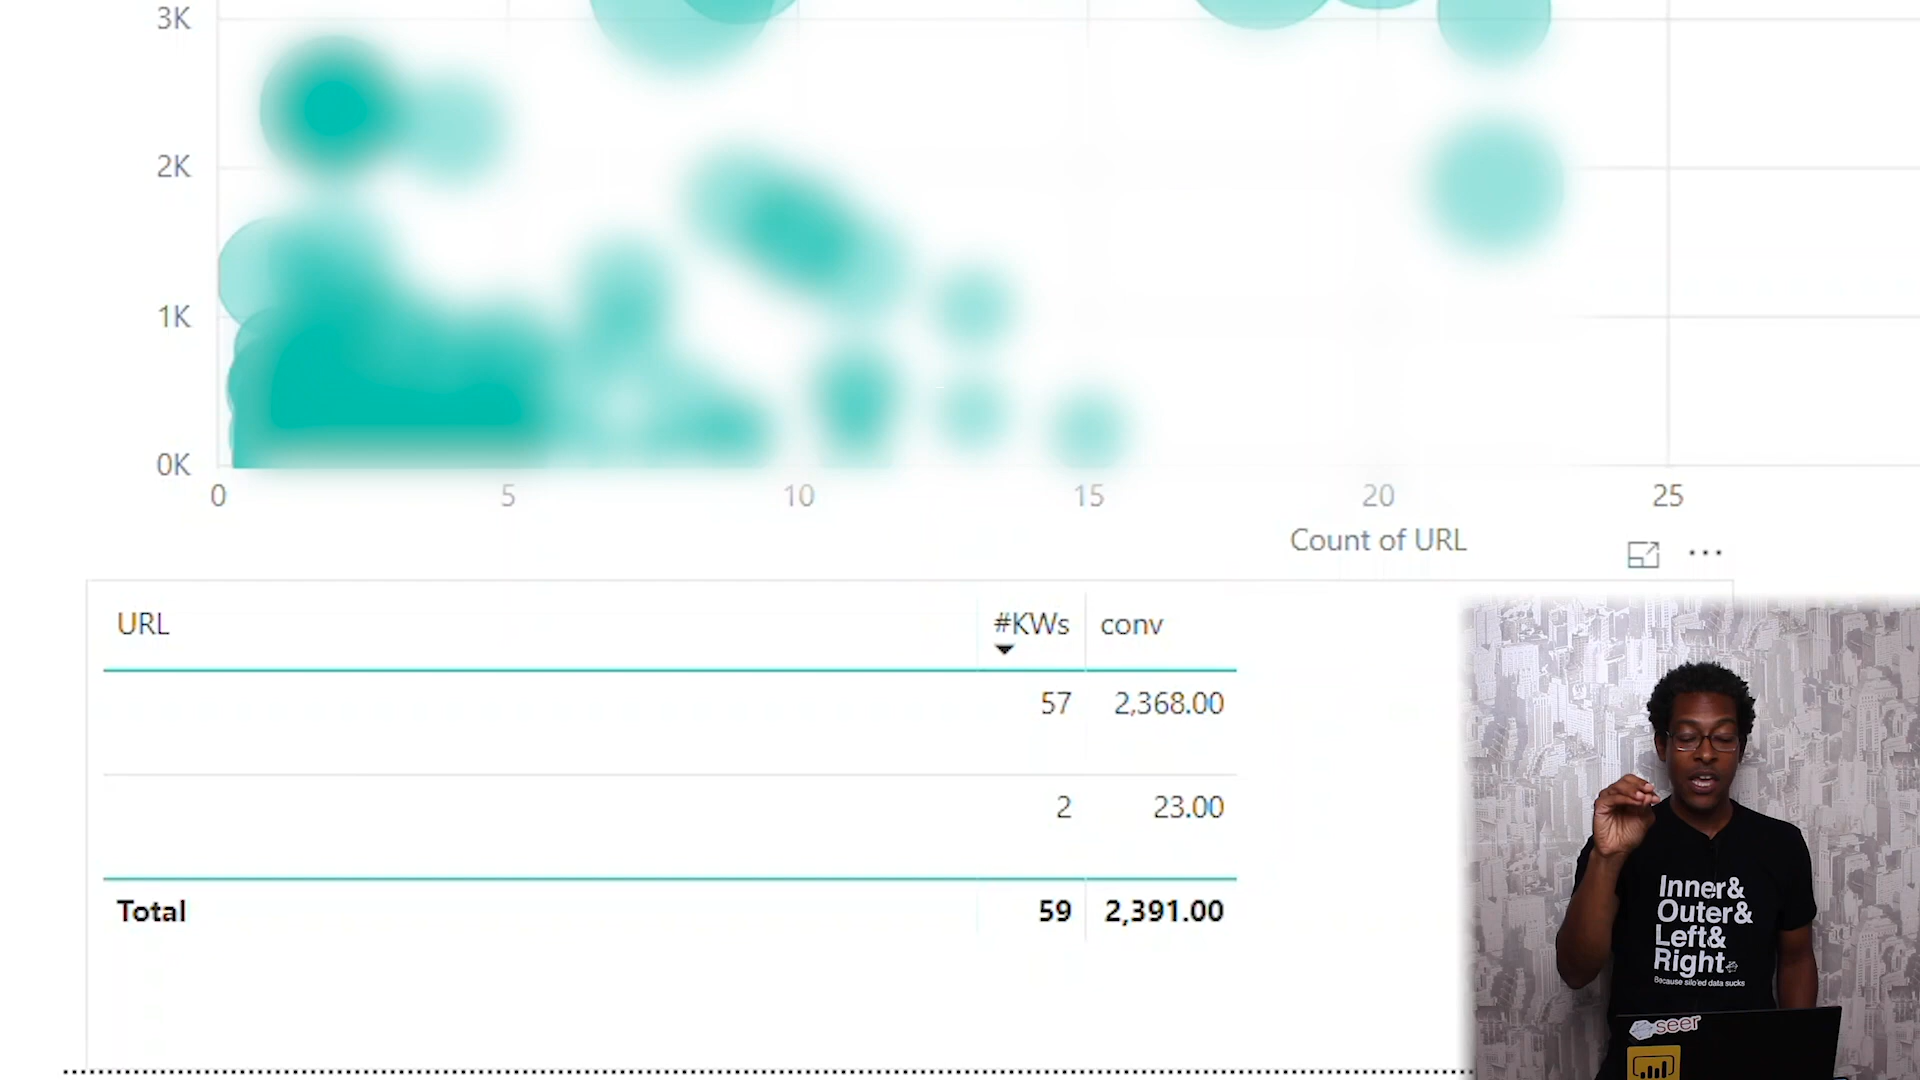 3K
2K
1K
0K
0 5 10 15 20 25
Count of URL
URL #KWs conv
57 2,368.00
2 23.00
Total 59 2,391.00
Inner&
Outer&
Left&
Right.
Because silo'ed data sucks
seer